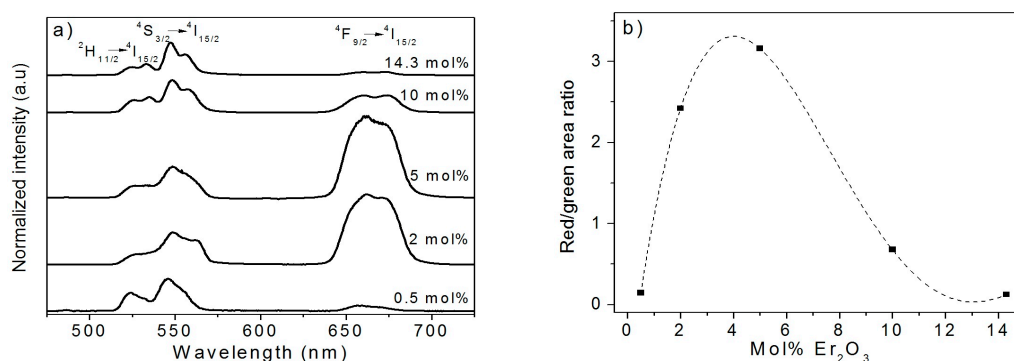 a)
⁴S₃/₂→⁴I₁₅/₂
⁴F₉/₂→⁴I₁₅/₂
²H₁₁/₂→⁴I₁₅/₂
14.3 mol%
10 mol%
5 mol%
2 mol%
0.5 mol%
Normalized intensity (a.u)
500 550 600 650 700
Wavelength (nm)
b)
3
2
1
0
Red/green area ratio
0 2 4 6 8 10 12 14
Mol% Er₂O₃